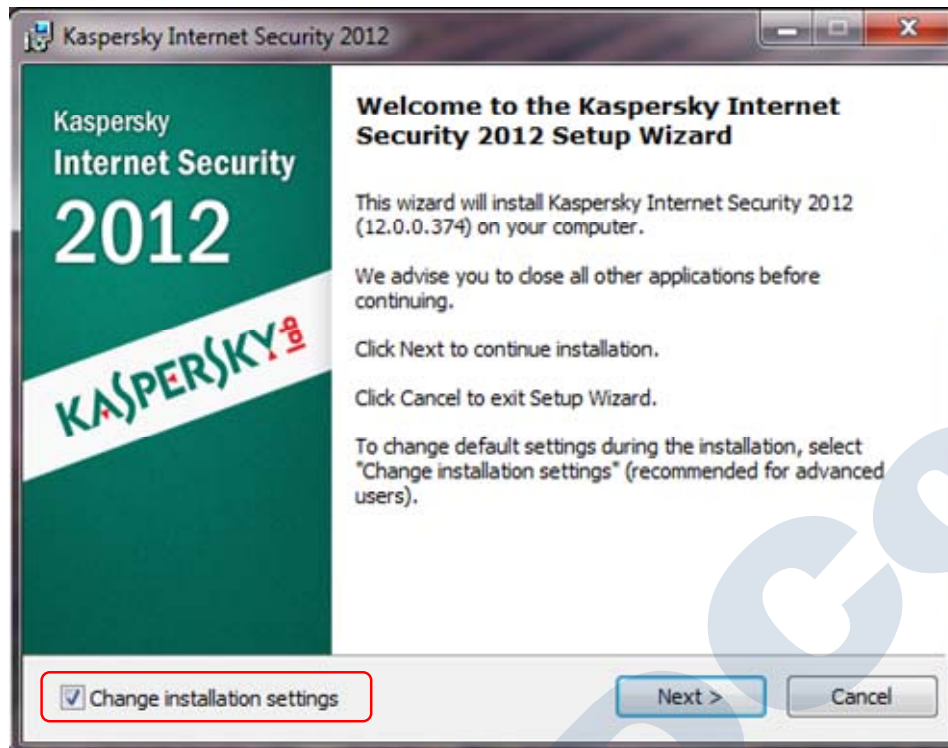 Kaspersky Internet Security 2012
Kaspersky
Internet Security
2012
KASPERSKY lab
Welcome to the Kaspersky Internet
Security 2012 Setup Wizard
This wizard will install Kaspersky Internet Security 2012
(12.0.0.374) on your computer.
We advise you to close all other applications before
continuing.
Click Next to continue installation.
Click Cancel to exit Setup Wizard.
To change default settings during the installation, select
"Change installation settings" (recommended for advanced
users).
Change installation settings
Next >
Cancel